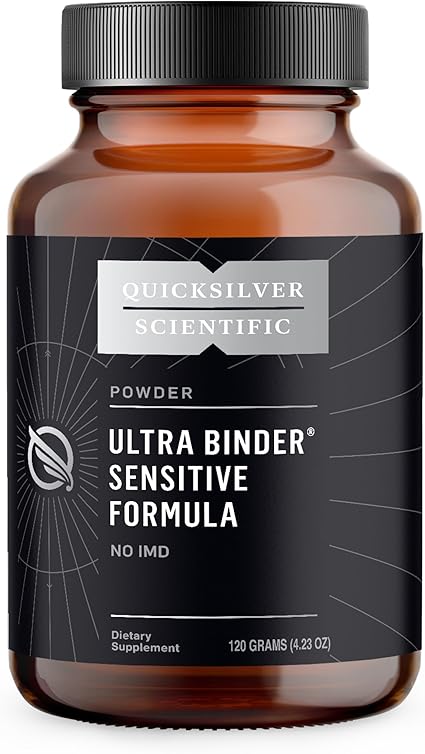 QUICKSILVER
SCIENTIFIC
POWDER
ULTRA BINDER®
SENSITIVE
FORMULA
NO IMD
Dietary
Supplement
120 GRAMS (4.23 OZ)